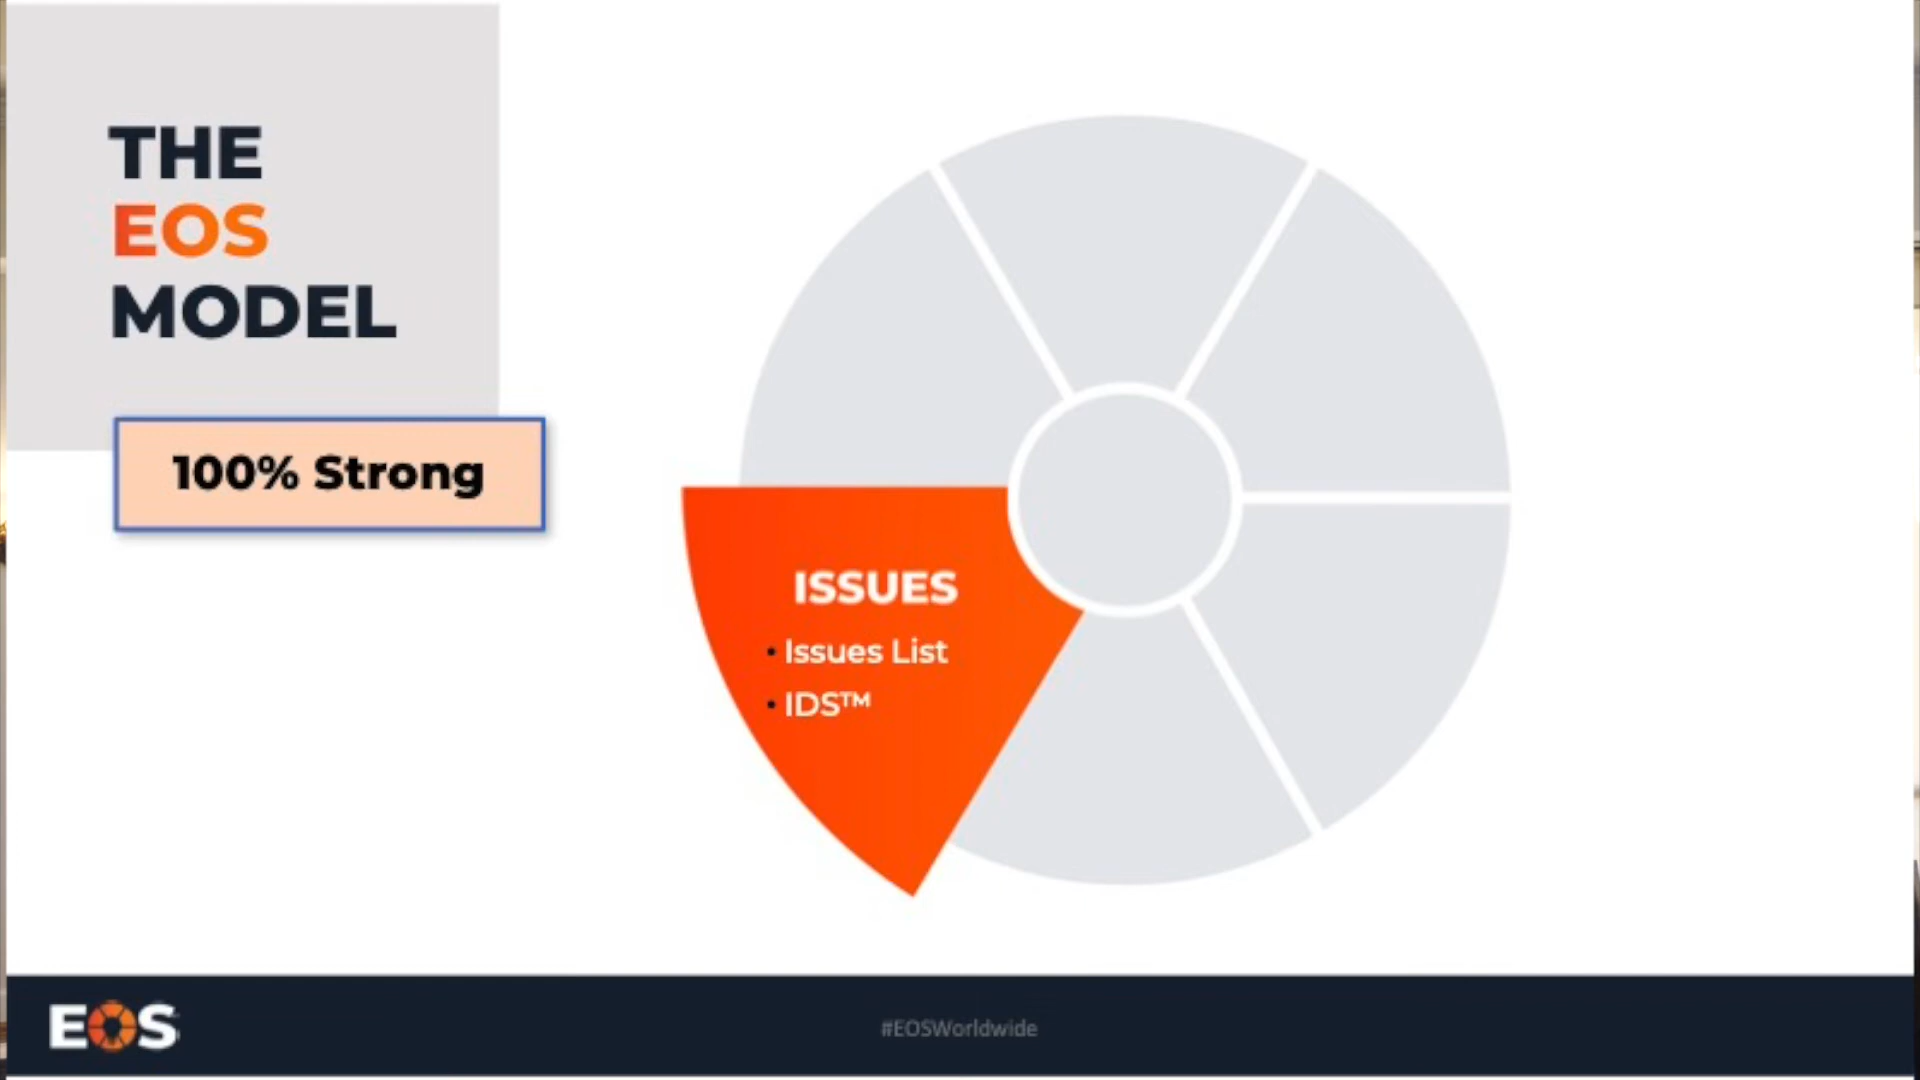 THE
EOS
MODEL
100% Strong
ISSUES
• Issues List
• IDS™
EOS
#EOSWorldwide